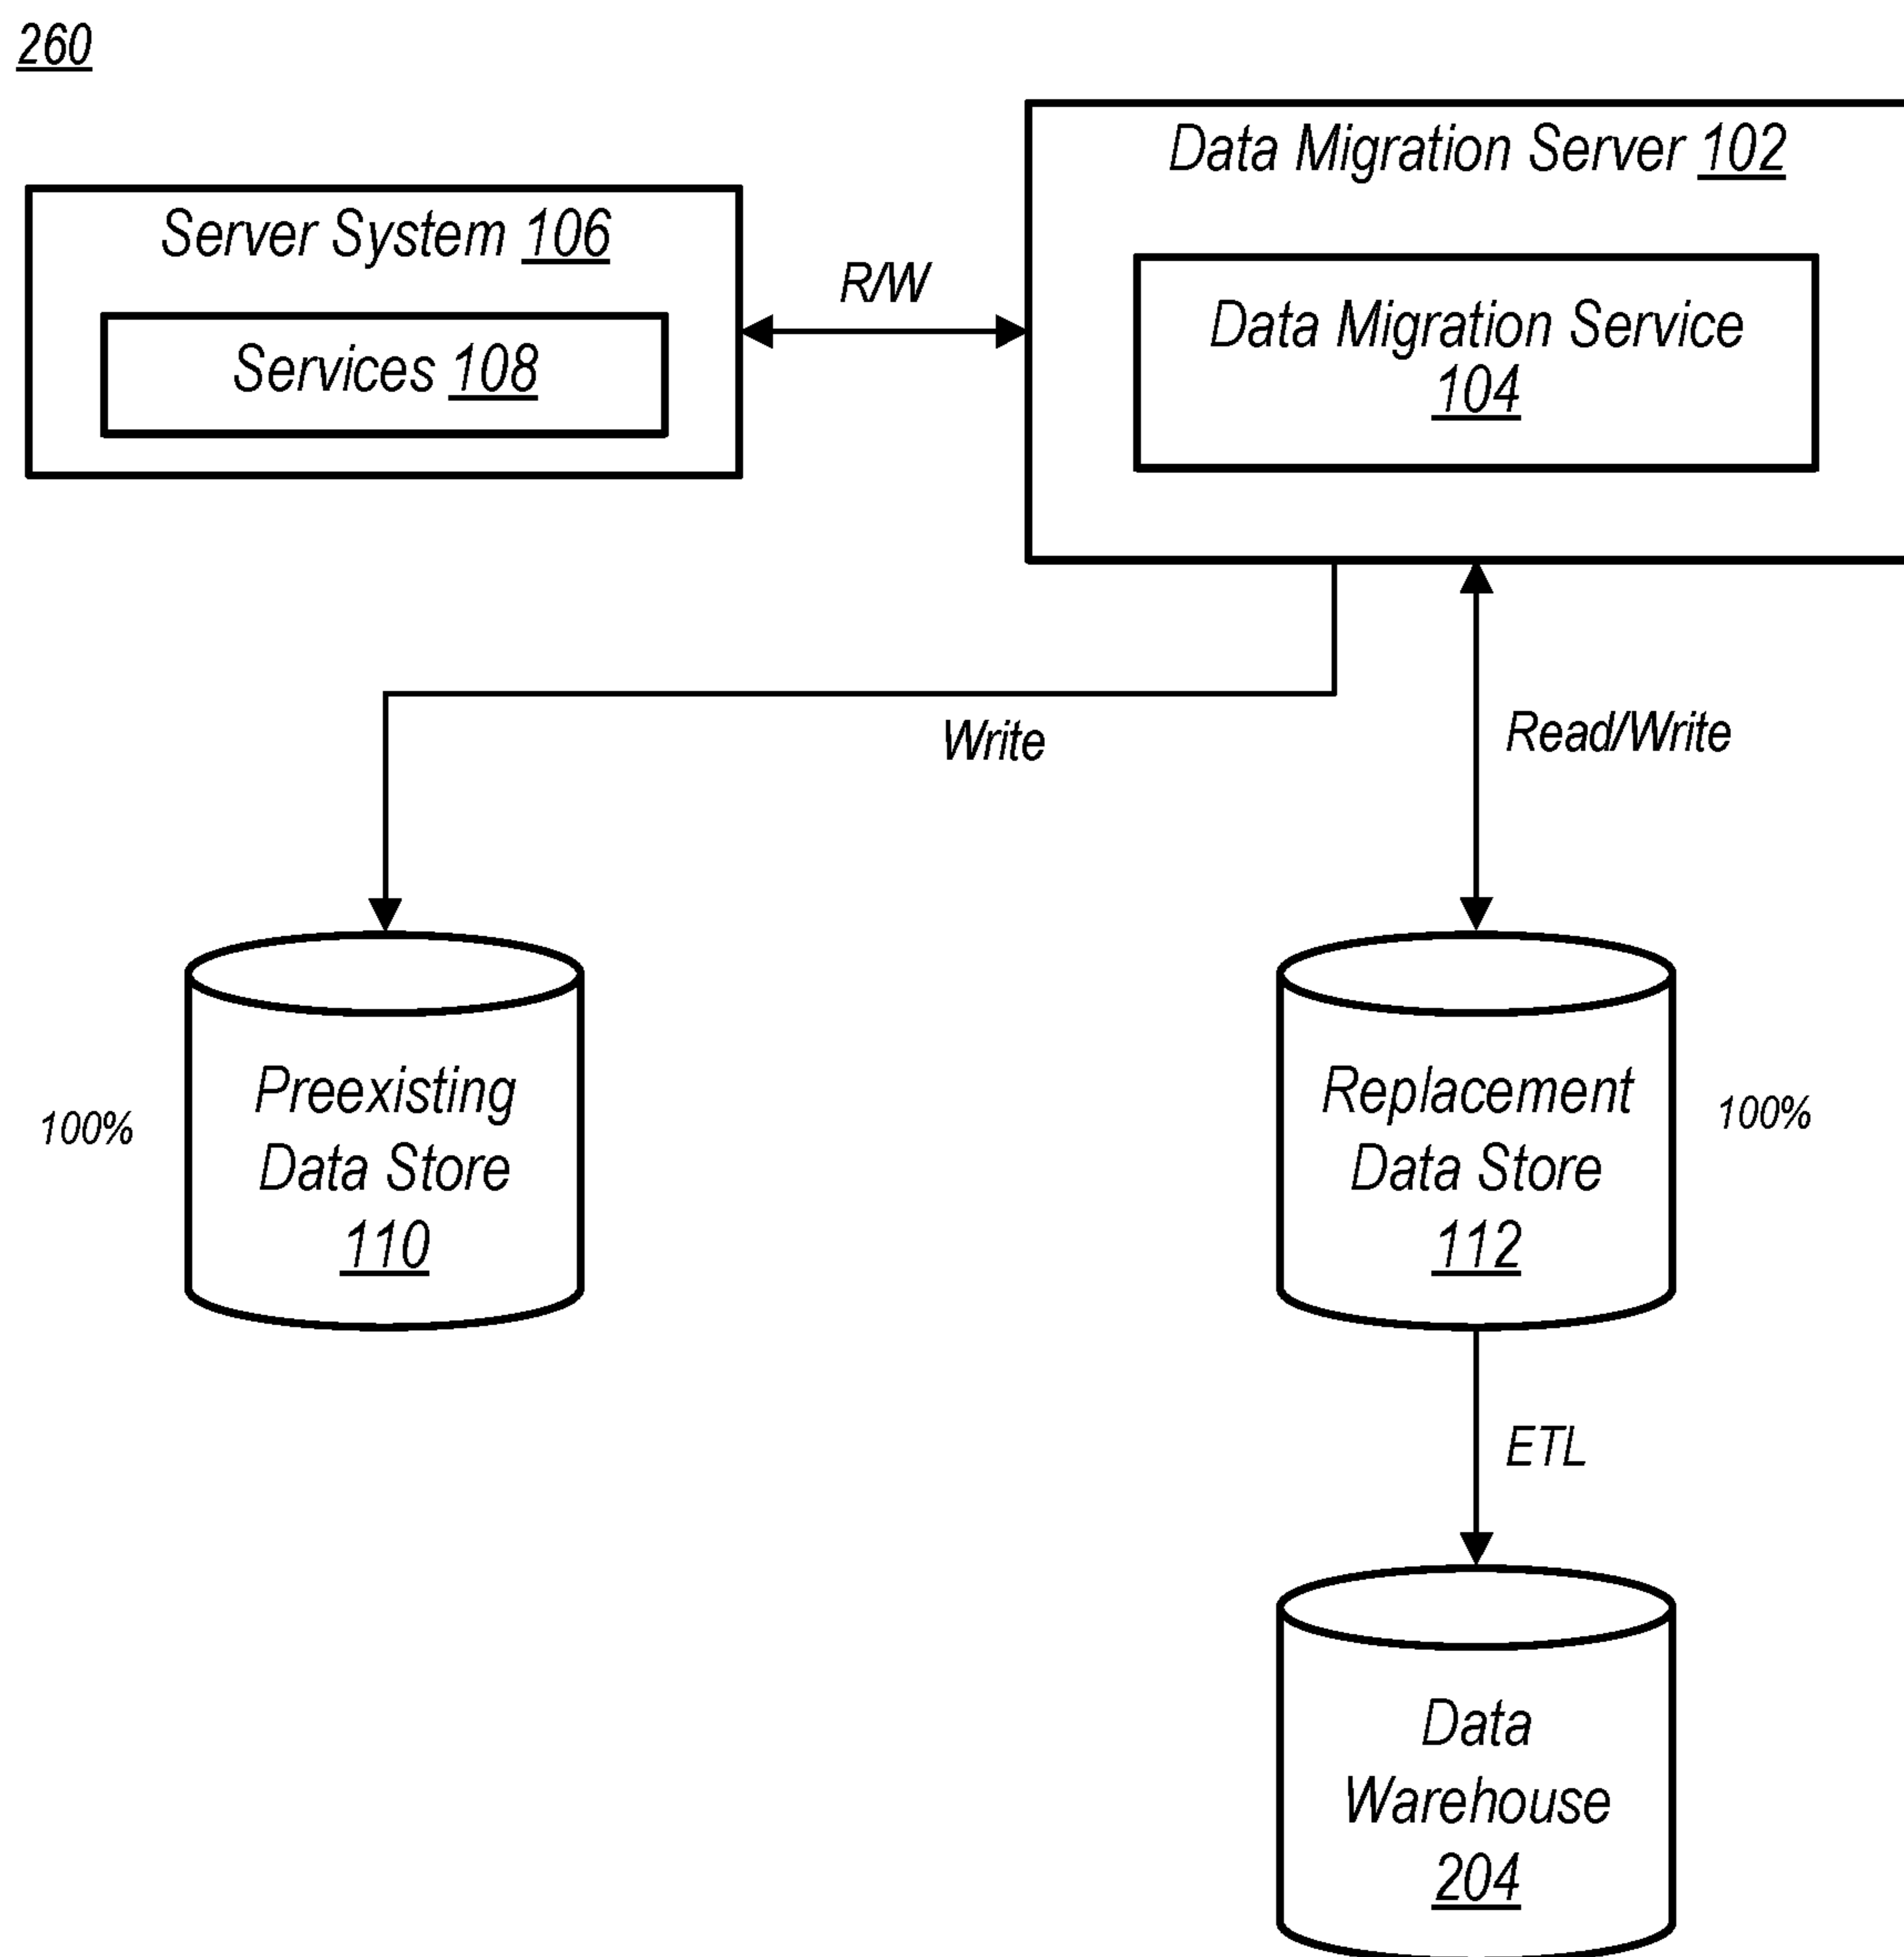 260
Data Migration Server 102
Server System 106
R/W
Data Migration Service
104
Services 108
Write
Read/Write
Preexisting
Data Store
110
100%
Replacement
Data Store
112
100%
ETL
Data
Warehouse
204